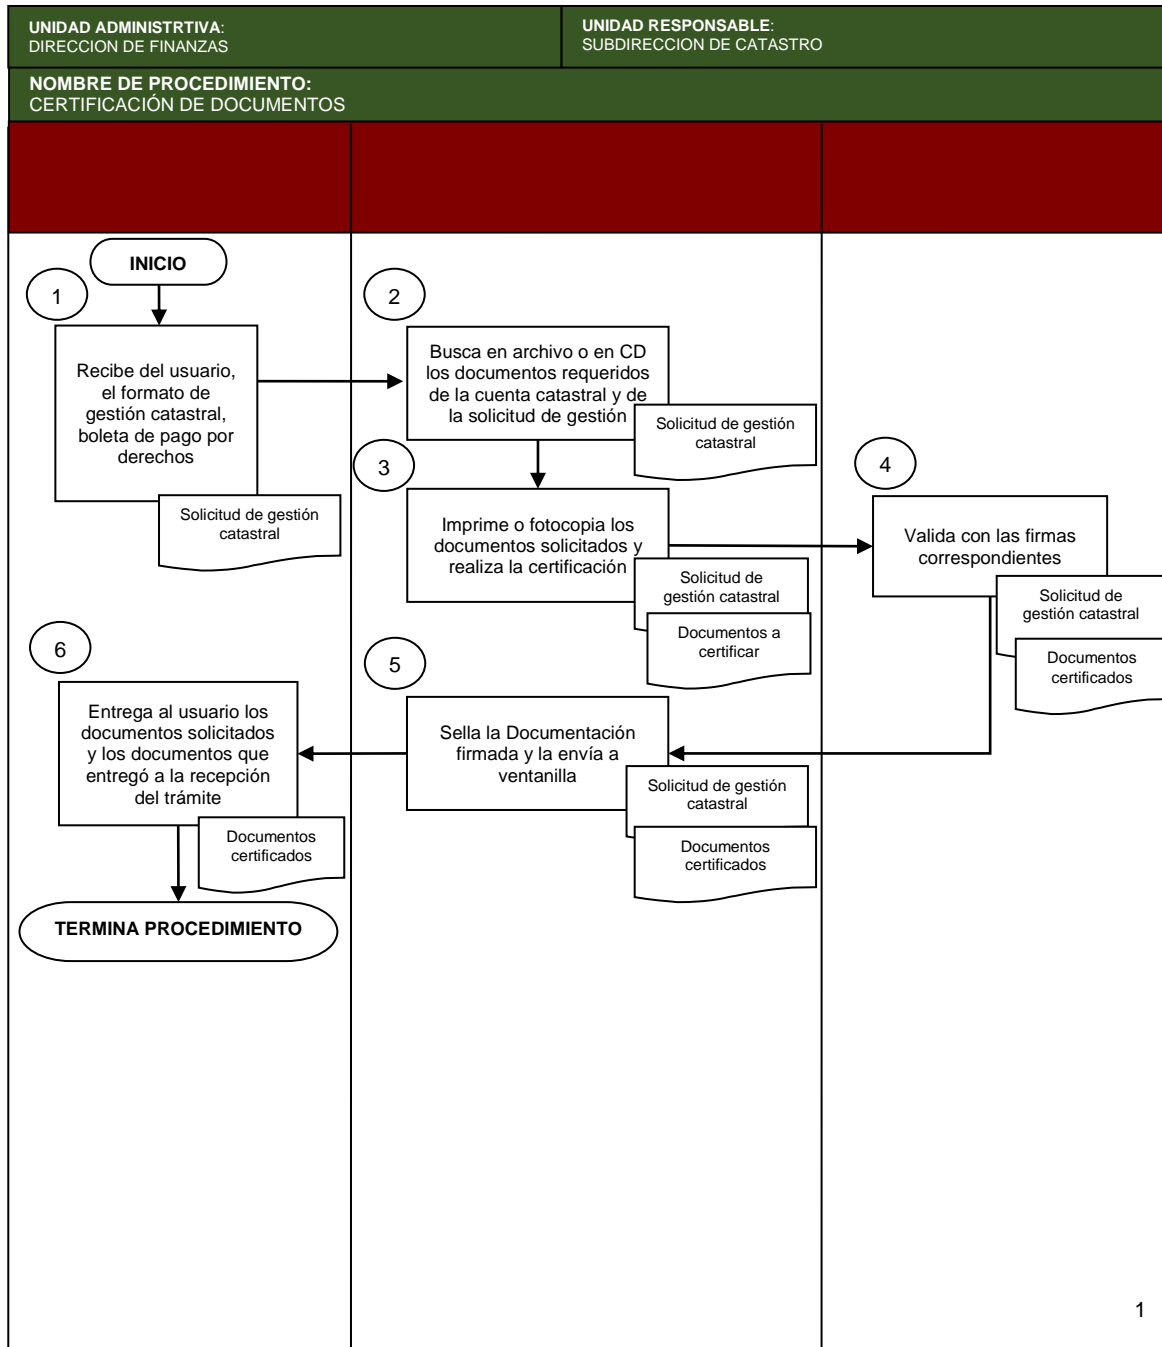 UNIDAD ADMINISTRTIVA:
DIRECCION DE FINANZAS
UNIDAD RESPONSABLE:
SUBDIRECCION DE CATASTRO
NOMBRE DE PROCEDIMIENTO:
CERTIFICACIÓN DE DOCUMENTOS
INICIO
1
Recibe del usuario,
el formato de
gestión catastral,
boleta de pago por
derechos
Solicitud de gestión
catastral
2
Busca en archivo o en CD
los documentos requeridos
de la cuenta catastral y de
la solicitud de gestión
Solicitud de gestión
catastral
3
Imprime o fotocopia los
documentos solicitados y
realiza la certificación
Solicitud de
gestión catastral
Documentos a
certificar
4
Valida con las firmas
correspondientes
Solicitud de
gestión catastral
Documentos
certificados
5
Sella la Documentación
firmada y la envía a
ventanilla
Solicitud de gestión
catastral
Documentos
certificados
6
Entrega al usuario los
documentos solicitados
y los documentos que
entregó a la recepción
del trámite
Documentos
certificados
TERMINA PROCEDIMIENTO
1